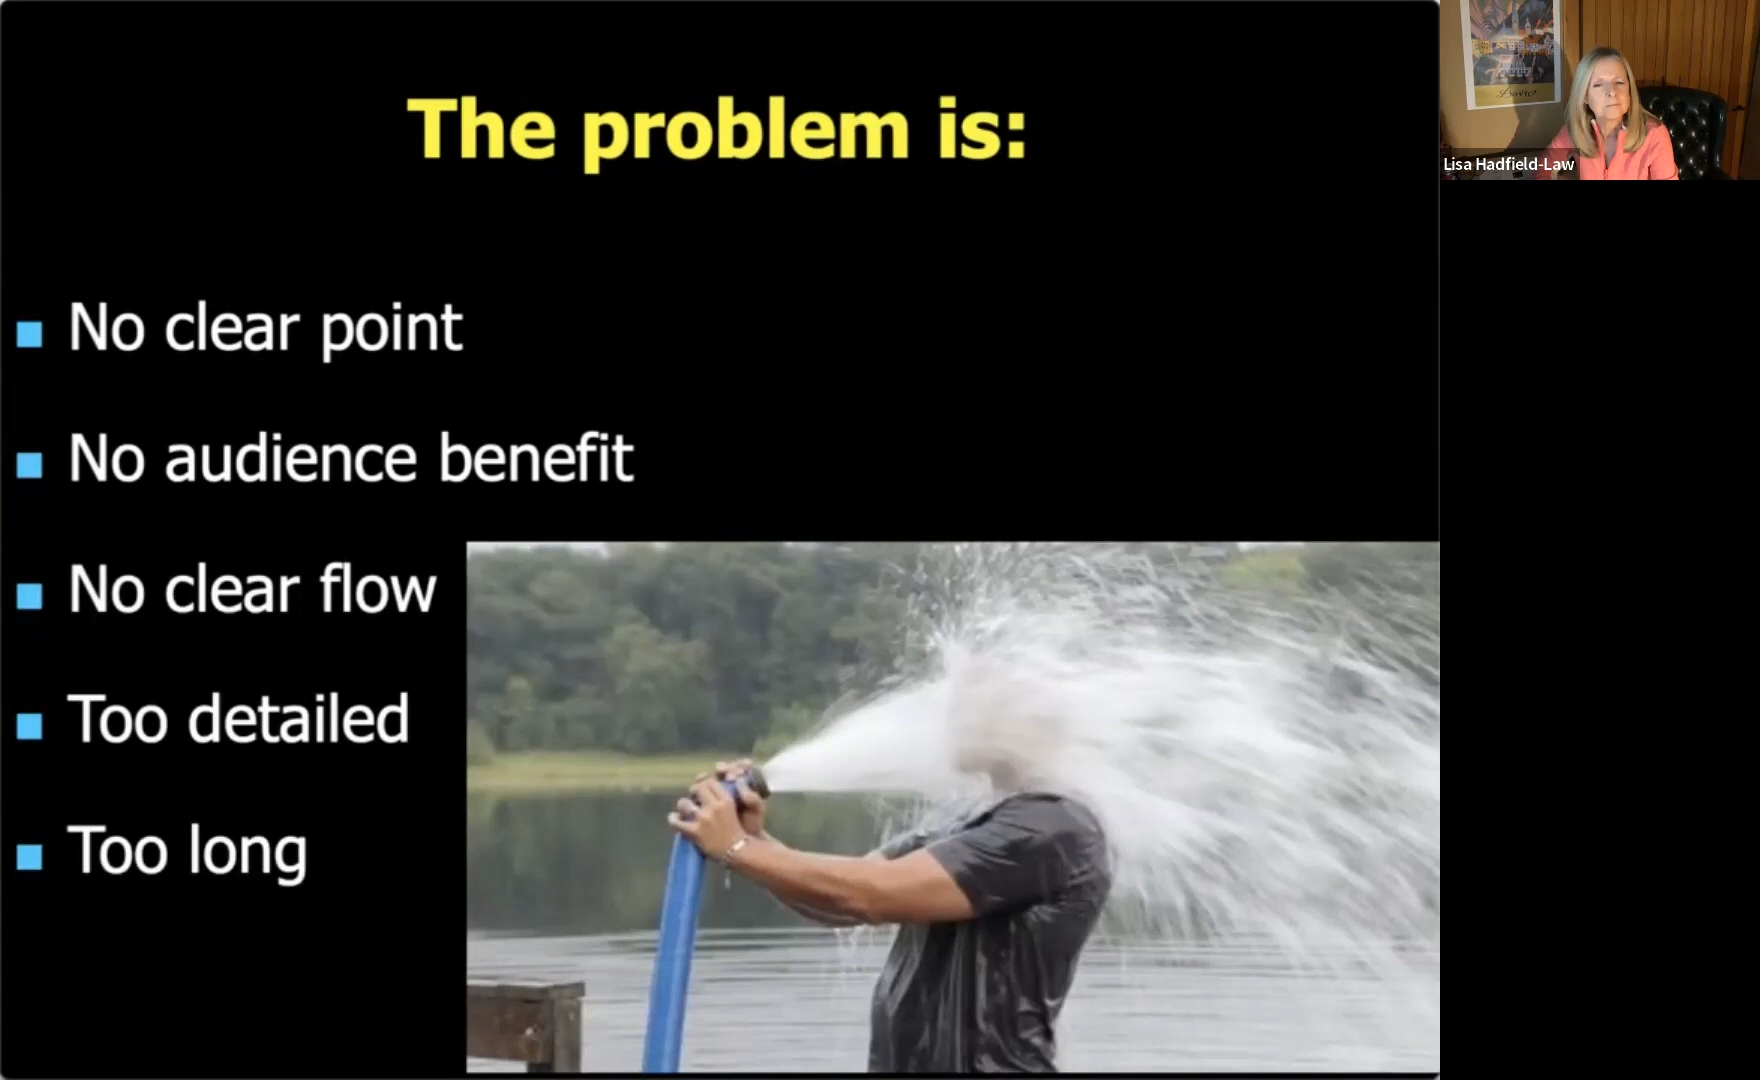 The problem is:
No clear point
No audience benefit
No clear flow
Too detailed
Too long
Lisa Hadfield-Law